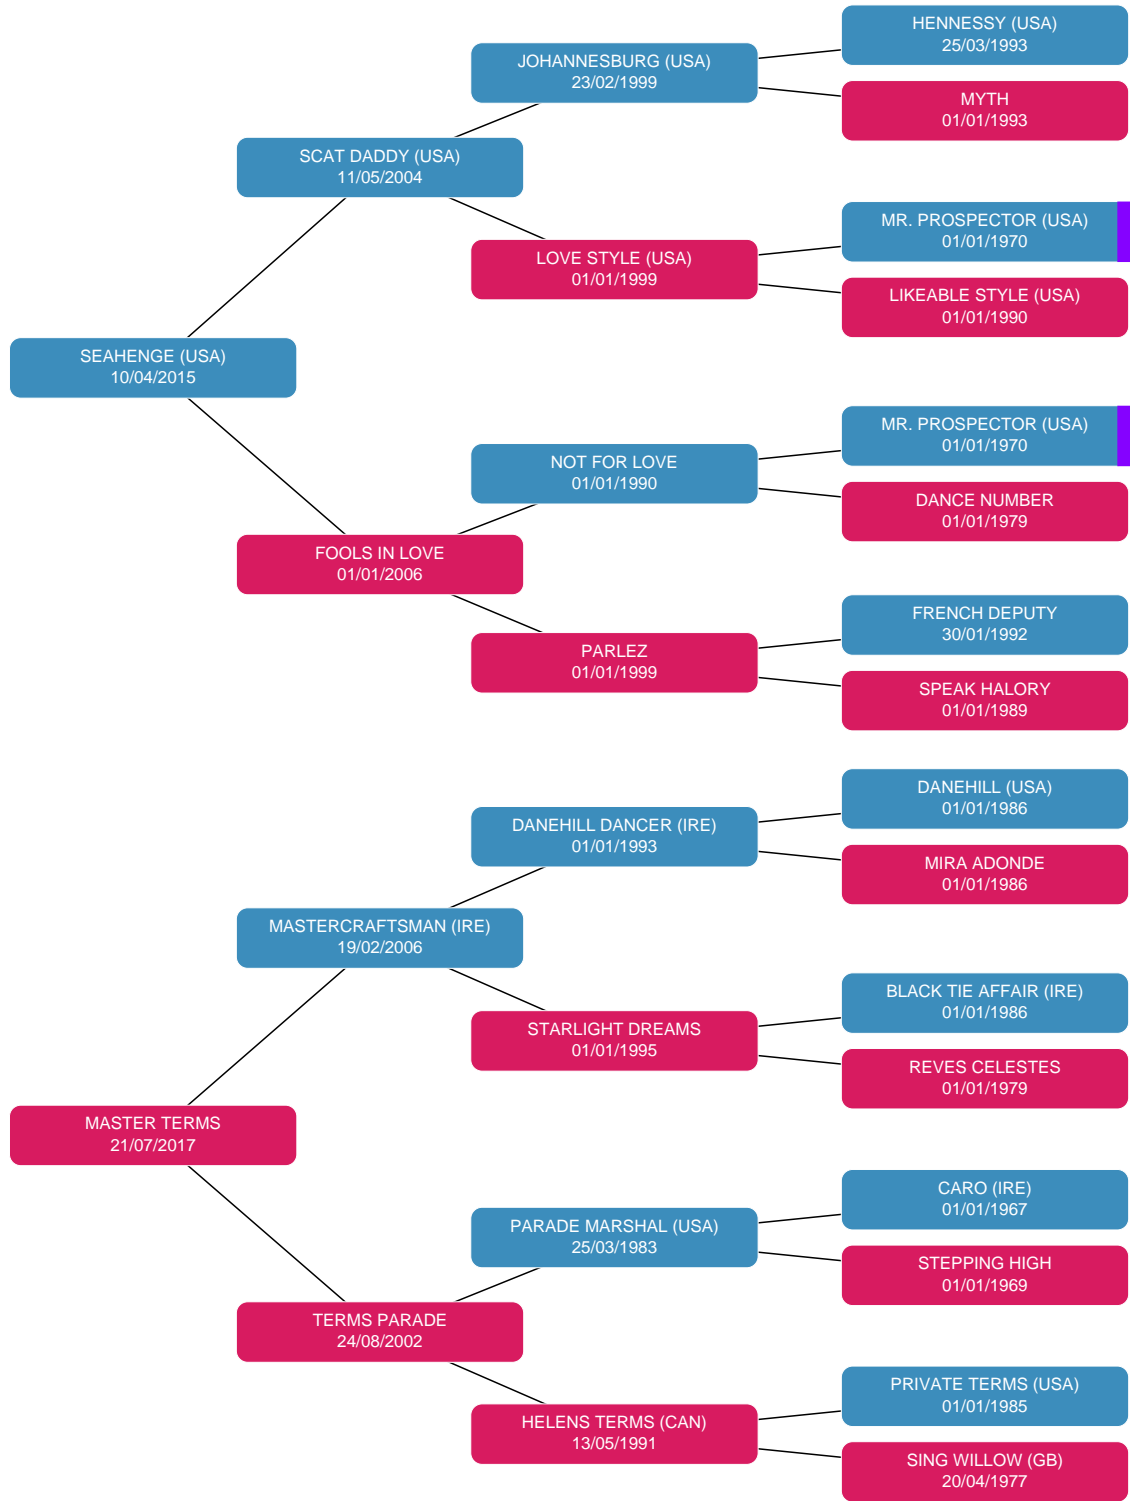 HENNESSY (USA)
25/03/1993
JOHANNESBURG (USA)
23/02/1999
MYTH
01/01/1993
SCAT DADDY (USA)
11/05/2004
MR. PROSPECTOR (USA)
01/01/1970
LOVE STYLE (USA)
01/01/1999
LIKEABLE STYLE (USA)
01/01/1990
SEAHENGE (USA)
10/04/2015
MR. PROSPECTOR (USA)
01/01/1970
NOT FOR LOVE
01/01/1990
DANCE NUMBER
01/01/1979
FOOLS IN LOVE
01/01/2006
FRENCH DEPUTY
30/01/1992
PARLEZ
01/01/1999
SPEAK HALORY
01/01/1989
DANEHILL (USA)
01/01/1986
DANEHILL DANCER (IRE)
01/01/1993
MIRA ADONDE
01/01/1986
MASTERCRAFTSMAN (IRE)
19/02/2006
BLACK TIE AFFAIR (IRE)
01/01/1986
STARLIGHT DREAMS
01/01/1995
REVES CELESTES
01/01/1979
MASTER TERMS
21/07/2017
CARO (IRE)
01/01/1967
PARADE MARSHAL (USA)
25/03/1983
STEPPING HIGH
01/01/1969
TERMS PARADE
24/08/2002
PRIVATE TERMS (USA)
01/01/1985
HELENS TERMS (CAN)
13/05/1991
SING WILLOW (GB)
20/04/1977